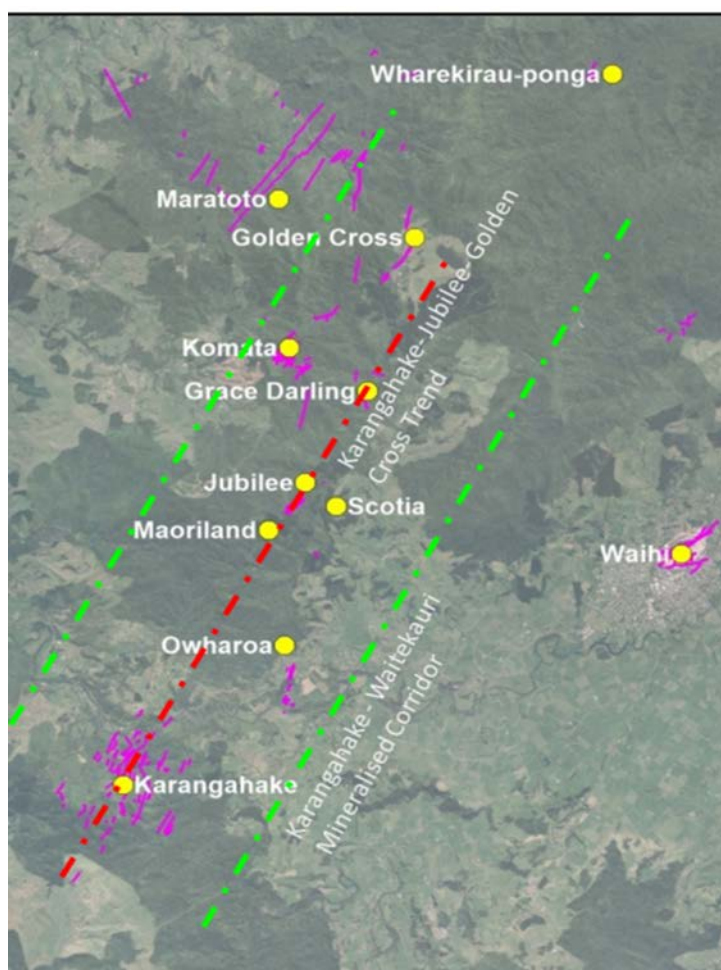 Wharekirau-ponga
Maratoto
Golden Cross
Komata
Grace Darling
Karangahake-Jubilee-Golden
Cross Trend
Jubilee
Scotia
Maoriland
Waihi
Owharoa
Karangahake - Waitekauri
Mineralised Corridor
Karangahake